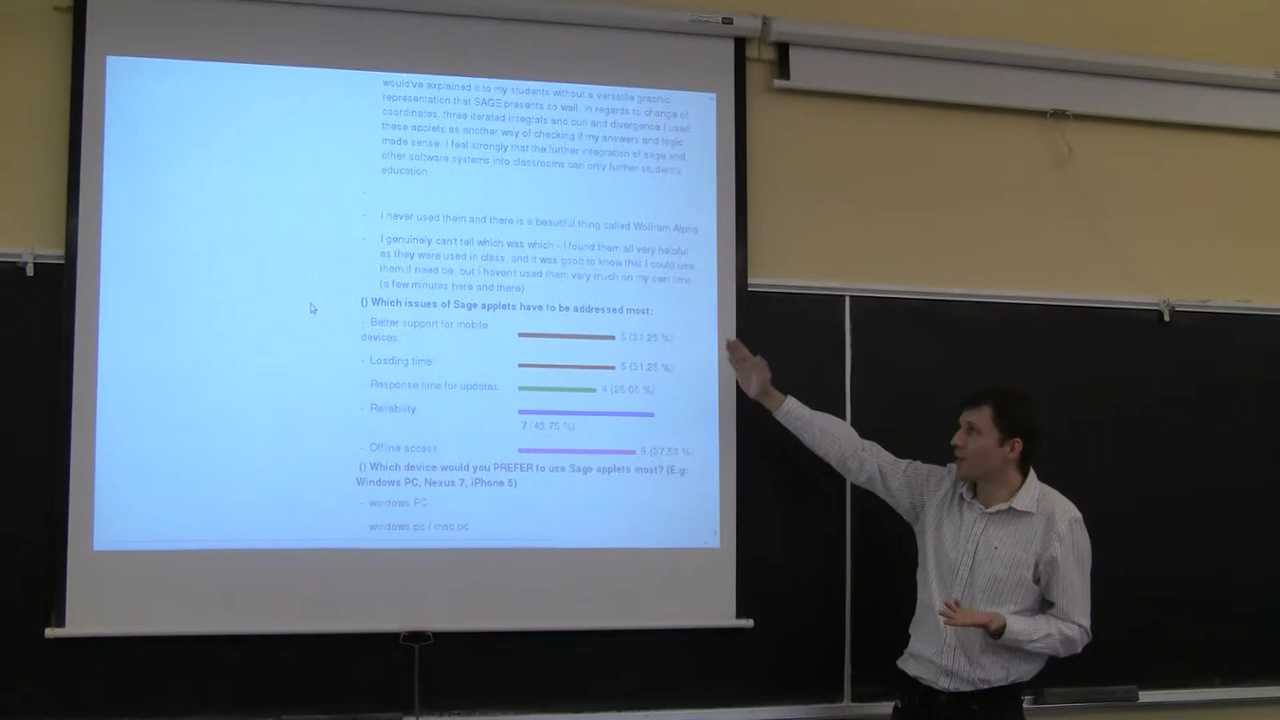 would've explained it to my students without a versatile graphic
representation that SAGE presents so well. In regards to change of
coordinates, three iterated integrals and curl and divergence I used
these applets as another way of checking if my answers and logic
made sense. I feel strongly that the further integration of sage and
other software systems into classrooms can only further student's
education
-
- I never used them and there is a beautiful thing called Wolfram Alpha
- I genuinely can't tell which was which - I found them all very helpful
as they were used in class, and it was good to know that I could use
them if need be, but I haven't used them very much on my own time
(a few minutes here and there).
() Which issues of Sage applets have to be addressed most:
- Better support for mobile
devices: 5 (31.25 %)
- Loading time: 5 (31.25 %)
- Response time for updates: 4 (25.00 %)
- Reliability
7 (43.75 %)
- Offline access: 6 (37.50 %)
() Which device would you PREFER to use Sage applets most? (E.g:
Windows PC, Nexus 7, iPhone 5)
- windows PC
windows pc / mac pc